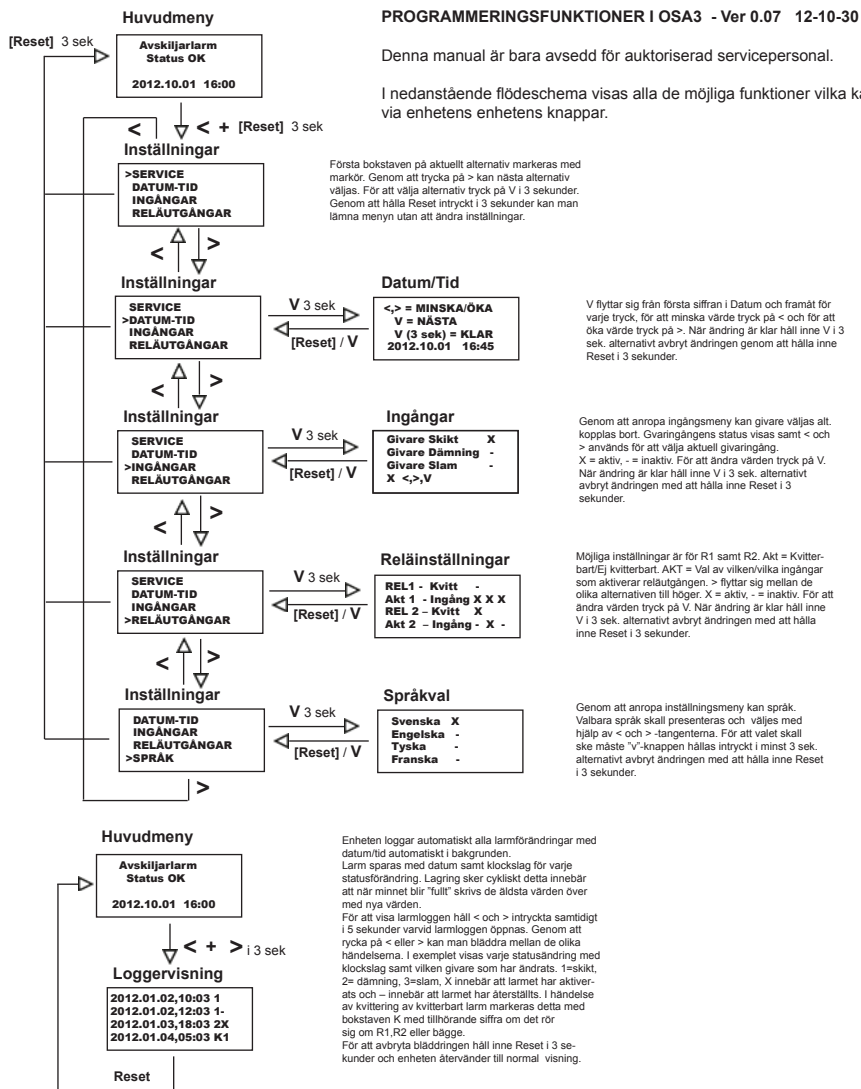 PROGRAMMERINGSFUNKTIONER I OSA3 - Ver 0.07 12-10-30
Denna manual är bara avsedd för auktoriserad servicepersonal.
I nedanstående flödeschema visas alla de möjliga funktioner vilka
via enhetens enhetens knappar.
Huvudmeny
[Reset] 3 sek
Avskiljarlarm
Status OK
2012.10.01 16:00
< < + [Reset] 3 sek
Inställningar
>SERVICE
DATUM-TID
INGÅNGAR
RELÄUTGÅNGAR
Första bokstaven på aktuellt alternativ markeras med
markör. Genom att trycka på > kan nästa alternativ
väljas. För att välja alternativ tryck på V i 3 sekunder.
Genom att hålla Reset intryckt i 3 sekunder kan man
lämna menyn utan att ändra inställningar.
< >
Inställningar
SERVICE
>DATUM-TID
INGÅNGAR
RELÄUTGÅNGAR
V 3 sek
[Reset] / V
Datum/Tid
<,> = MINSKA/ÖKA
V = NÄSTA
V (3 sek) = KLAR
2012.10.01 16:45
V flyttar sig från första siffran i Datum och framåt för
varje tryck, för att minska värde tryck på < och för att
öka värde tryck på >. När ändring är klar håll inne V i 3
sek. alternativt avbryt ändringen genom att hålla inne
Reset i 3 sekunder.
< >
Inställningar
SERVICE
DATUM-TID
>INGÅNGAR
RELÄUTGÅNGAR
V 3 sek
[Reset] / V
Ingångar
Givare Skikt X
Givare Dämning -
Givare Slam -
X <,>,V
Genom att anropa ingångsmeny kan givare väljas alt.
kopplas bort. Gvaringångens status visas samt < och
> används för att välja aktuell givaringång.
X = aktiv, - = inaktiv. För att ändra värden tryck på V.
När ändring är klar håll inne V i 3 sek. alternativt
avbryt ändringen med att hålla inne Reset i 3
sekunder.
< >
Inställningar
SERVICE
DATUM-TID
INGÅNGAR
>RELÄUTGÅNGAR
V 3 sek
[Reset] / V
Reläinställningar
REL1 - Kvitt -
Akt 1 - Ingång X X X
REL 2 – Kvitt X
Akt 2 – Ingång - X -
Möjliga inställningar är för R1 samt R2. Akt = Kvitter-
bart/Ej kvitterbart. AKT = Val av vilken/vilka ingångar
som aktiverar reläutgången. > flyttar sig mellan de
olika alternativen till höger. X = aktiv, - = inaktiv. För att
ändra värden tryck på V. När ändring är klar håll inne
V i 3 sek. alternativt avbryt ändringen med att hålla
inne Reset i 3 sekunder.
< >
Inställningar
DATUM-TID
INGÅNGAR
RELÄUTGÅNGAR
>SPRÅK
V 3 sek
[Reset] / V
Språkval
Svenska X
Engelska -
Tyska -
Franska -
Genom att anropa inställningsmeny kan språk.
Valbara språk skall presenteras och väljes med
hjälp av < och > -tangenterna. För att valet skall
ske måste "v"-knappen hållas intryckt i minst 3 sek.
alternativt avbryt ändringen med att hålla inne Reset
i 3 sekunder.
>
Huvudmeny
Avskiljarlarm
Status OK
2012.10.01 16:00
< + > i 3 sek
Loggervisning
2012.01.02,10:03 1
2012.01.02,12:03 1-
2012.01.03,18:03 2X
2012.01.04,05:03 K1
Reset
Enheten loggar automatiskt alla larmförändringar med
datum/tid automatiskt i bakgrunden.
Larm sparas med datum samt klockslag för varje
statusförändring. Lagring sker cykliskt detta innebär
att när minnet blir "fullt" skrivs de äldsta värden över
med nya värden.
För att visa larmloggen håll < och > intryckta samtidigt
i 5 sekunder varvid larmloggen öppnas. Genom att
rycka på < eller > kan man bläddra mellan de olika
händelserna. I exemplet visas varje statusändring med
klockslag samt vilken givare som har ändrats. 1=skikt,
2= dämning, 3=slam, X innebär att larmet har aktiver-
ats och – innebär att larmet har återställts. I händelse
av kvittering av kvitterbart larm markeras detta med
bokstaven K med tillhörande siffra om det rör
sig om R1,R2 eller bägge.
För att avbryta bläddringen håll inne Reset i 3 se-
kunder och enheten återvänder till normal visning.